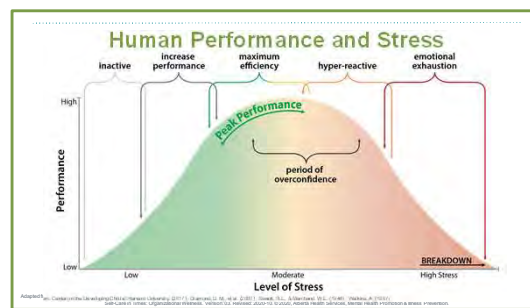 Human Performance and Stress
inactive
increase
performance
maximum
efficiency
hyper-reactive
emotional
exhaustion
High
Peak Performance
period of
overconfidence
Performance
BREAKDOWN
Low
Low
Moderate
High Stress
Level of Stress